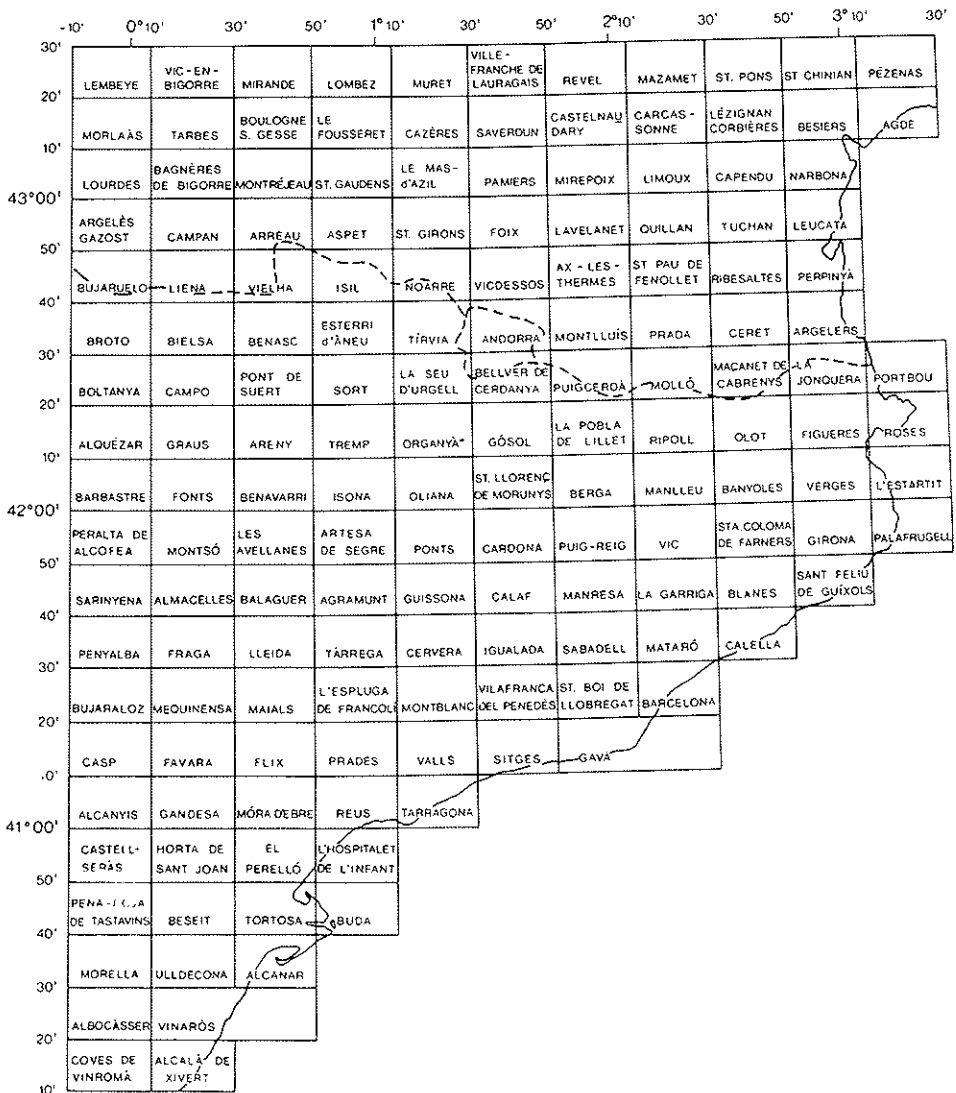 -10' 0°10' 30' 50' 1°10' 30' 50' 2°10' 30' 50' 3°10' 30'
30'
LEMBEYE
VIC-EN-
BIGORRE
MIRANDE
LOMBEZ
MURET
VILLE-
FRANCHE DE
LAURAGAIS
REVEL
MAZAMET
ST. PONS
ST CHINIAN
PÉZENAS
20'
MORLAÀS
TARBES
BOULOGNE
S. GESSE
LE
FOUSSERET
CAZÈRES
SAVERDUN
CASTELNAU
DARY
CARCAS-
SONNE
LÉZIGNAN
CORBIÈRES
BESIERS
AGDE
10'
LOURDES
BAGNÈRES
DE BIGORRE
MONTRÉJEAU
ST. GAUDENS
LE MAS-
d'AZIL
PAMIERS
MIREPOIX
LIMOUX
CAPENDU
NARBONA
43°00'
ARGELÈS
GAZOST
CAMPAN
ARREAU
ASPET
ST. GIRONS
FOIX
LAVELANET
QUILLAN
TUCHAN
LEUCATA
50'
BUJARUELO
LIENA
VIELHA
ISIL
NOARRE
VICDESSOS
AX-LES-
THERMES
ST PAU DE
FENOLLET
RIBESALTES
PERPINYÀ
40'
BROTO
BIELSA
BENASC
ESTERRI
d'ÀNEU
TÍRVIA
ANDORRA
MONTLLUÍS
PRADA
CERET
ARGELERS
30'
BOLTANYA
CAMPO
PONT DE
SUERT
SORT
LA SEU
D'URGELL
BELLVER DE
CERDANYA
PUIGCERDÀ
MOLLÓ
MAÇANET DE
CABRENYS
LA
JONQUERA
PORTBOU
20'
ALQUÉZAR
GRAUS
ARENY
TREMP
ORGANYÀ
GÓSOL
LA POBLA
DE LILLET
RIPOLL
OLOT
FIGUERES
ROSES
10'
BARBASTRE
FONTS
BENAVARRI
ISONA
OLIANA
ST. LLORENÇ
DE MORUNYS
BERGA
MANLLEU
BANYOLES
VERGES
L'ESTARTIT
42°00'
PERALTA DE
ALCOFEA
MONTSÓ
LES
AVELLANES
ARTESA
DE SEGRE
PONTS
CARDONA
PUIG-REIG
VIC
STA.COLOMA
DE FARNERS
GIRONA
PALAFRUGELL
50'
SARINYENA
ALMACELLES
BALAGUER
AGRAMUNT
GUISSONA
CALAF
MANRESA
LA GARRIGA
BLANES
SANT FELIU
DE GUÍXOLS
40'
PENYALBA
FRAGA
LLEIDA
TÀRREGA
CERVERA
IGUALADA
SABADELL
MATARÓ
CALELLA
30'
BUJARALOZ
MEQUINENSA
MAIALS
L'ESPLUGA
DE FRANCOLÍ
MONTBLANC
VILAFRANCA
DEL PENEDÈS
ST. BOI DE
LLOBREGAT
BARCELONA
20'
CASP
FAVARA
FLIX
PRADES
VALLS
SITGES
GAVÀ
.0'
ALCANYIS
GANDESA
MÓRA D'EBRE
REUS
TARRAGONA
41°00'
CASTELL-
SERÀS
HORTA DE
SANT JOAN
EL
PERELLÓ
L'HOSPITALET
DE L'INFANT
50'
DE TASTAVINS
BESEIT
TORTOSA
BUDA
40'
MORELLA
ULLDECONA
ALCANAR
30'
ALBOCÀSSER
VINARÒS
20'
COVES DE
VINROMÀ
ALCALÀ DE
XIVERT
10'